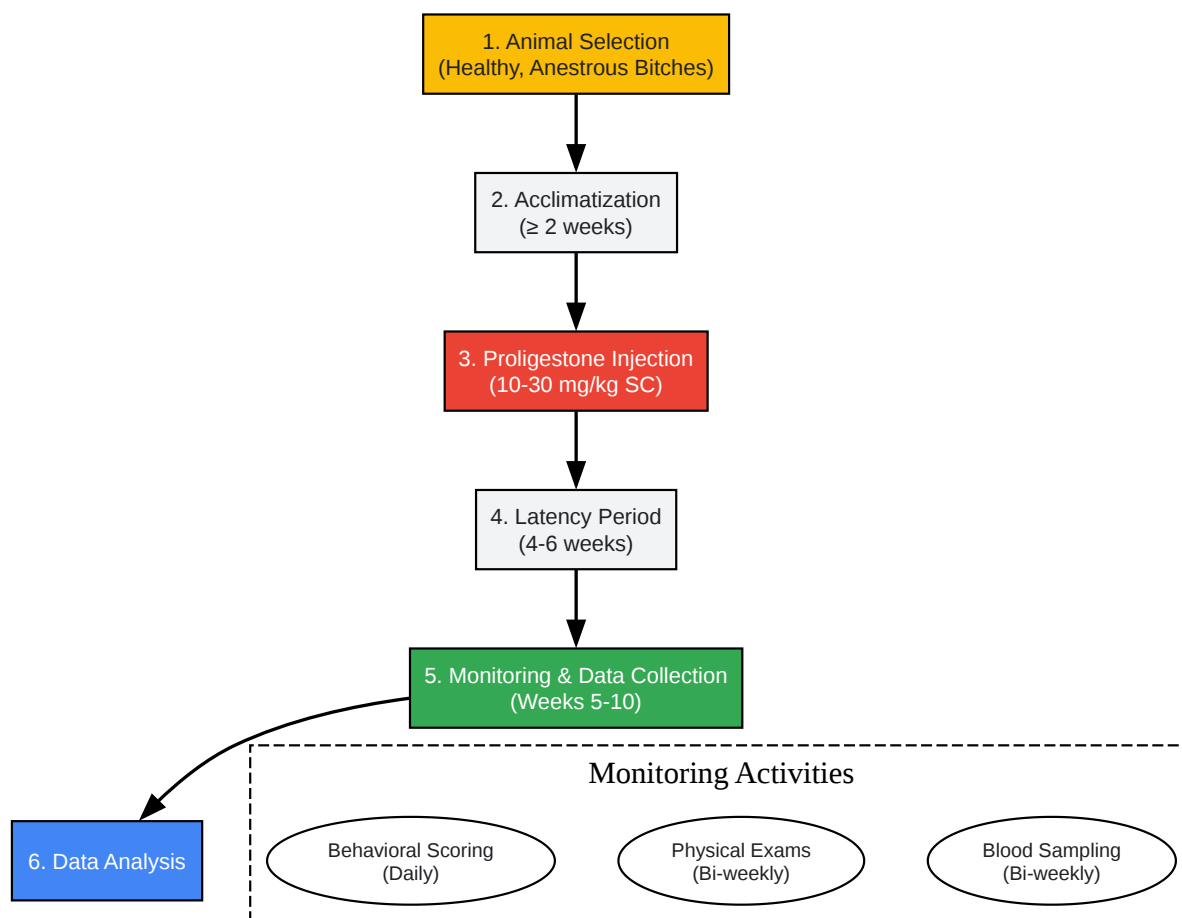 1. Animal Selection
(Healthy, Anestrous Bitches)
2. Acclimatization
(≥ 2 weeks)
3. Proligestone Injection
(10-30 mg/kg SC)
4. Latency Period
(4-6 weeks)
5. Monitoring & Data Collection
(Weeks 5-10)
Monitoring Activities
6. Data Analysis
Behavioral Scoring
(Daily)
Physical Exams
(Bi-weekly)
Blood Sampling
(Bi-weekly)